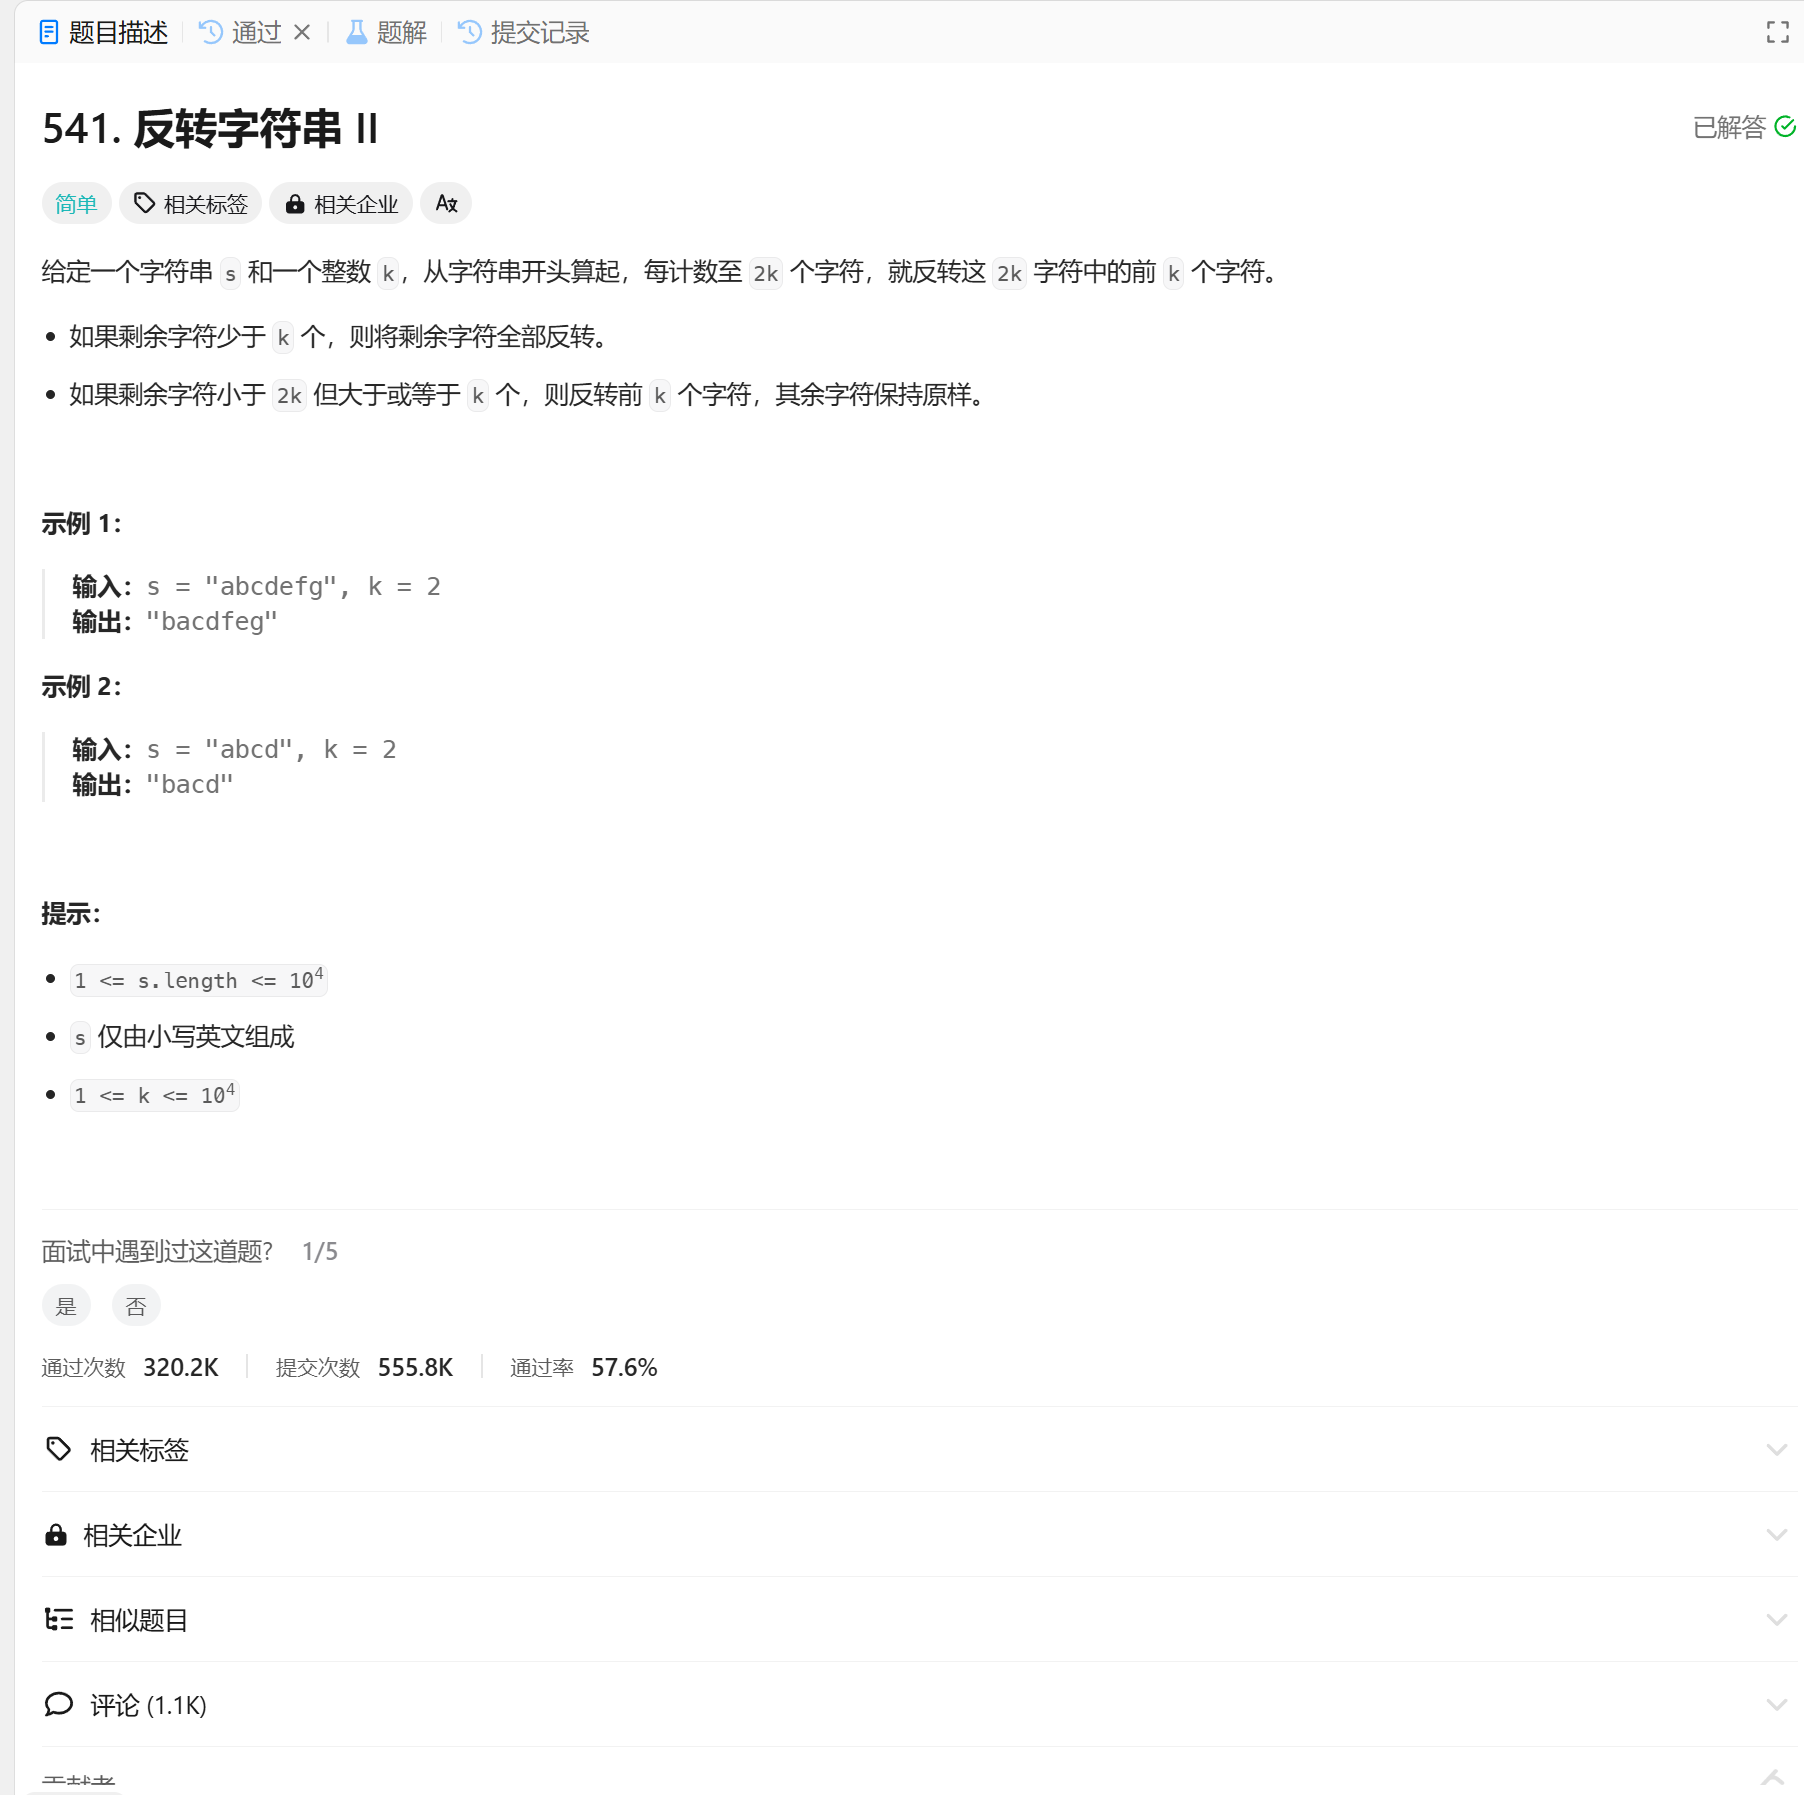 题目描述 通过 题解 提交记录
541. 反转字符串 II
已解答
简单 相关标签 相关企业
给定一个字符串 s 和一个整数 k，从字符串开头算起，每计数至 2k 个字符，就反转这 2k 字符中的前 k 个字符。
如果剩余字符少于 k 个，则将剩余字符全部反转。
如果剩余字符小于 2k 但大于或等于 k 个，则反转前 k 个字符，其余字符保持原样。
示例 1：
输入：s = "abcdefg", k = 2
输出："bacdfeg"
示例 2：
输入：s = "abcd", k = 2
输出："bacd"
提示：
1 <= s.length <= 10⁴
s 仅由小写英文组成
1 <= k <= 10⁴
面试中遇到过这道题? 1/5
是 否
通过次数 320.2K 提交次数 555.8K 通过率 57.6%
相关标签
相关企业
相似题目
评论 (1.1K)
贡献者